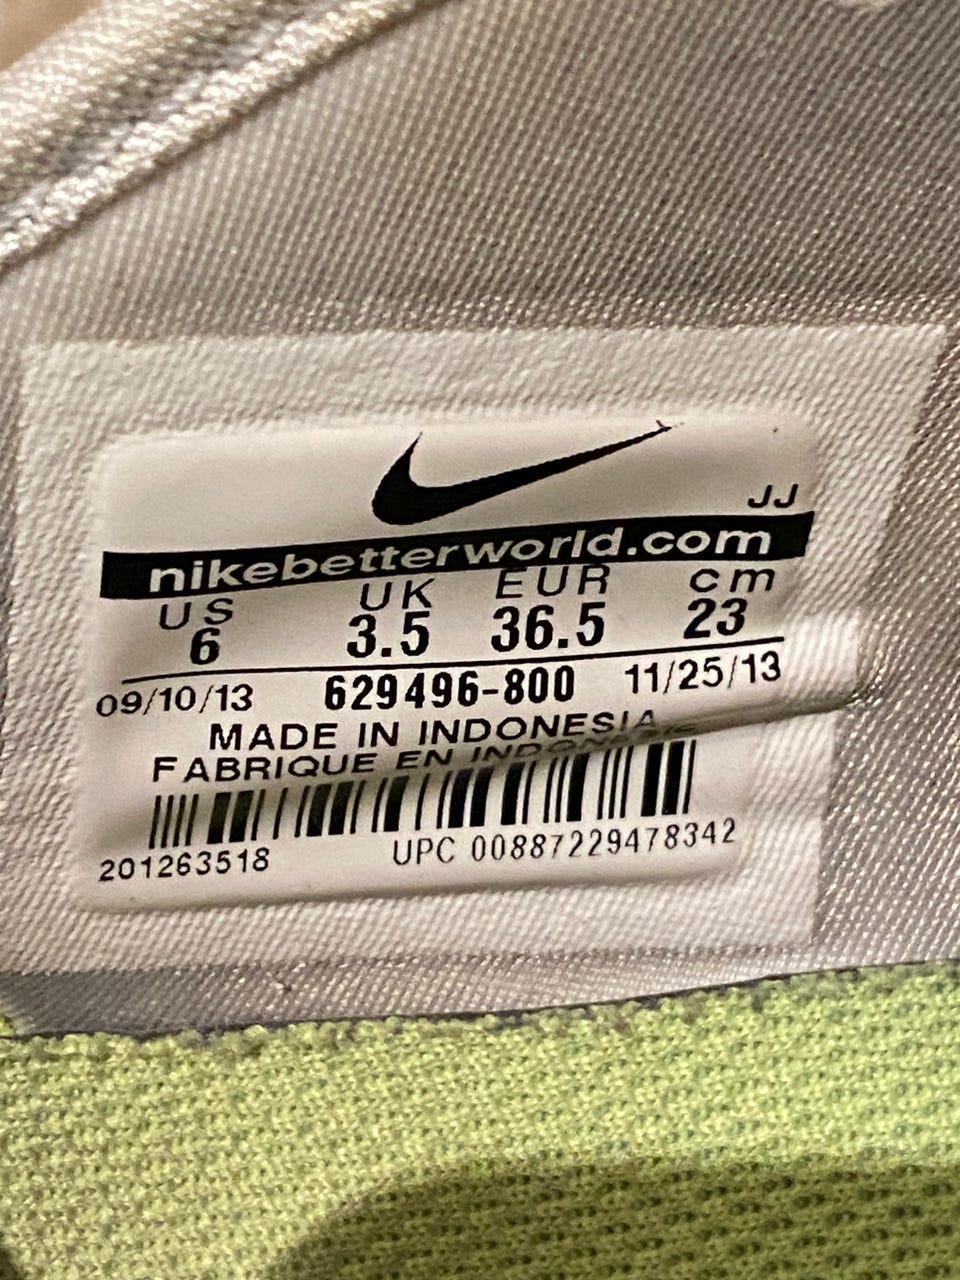 JJ
nikebetterworld.com
US UK EUR cm
6 3.5 36.5 23
09/10/13 629496-800 11/25/13
MADE IN INDONESIA
FABRIQUE EN INDONESIE
201263518 UPC 00887229478342